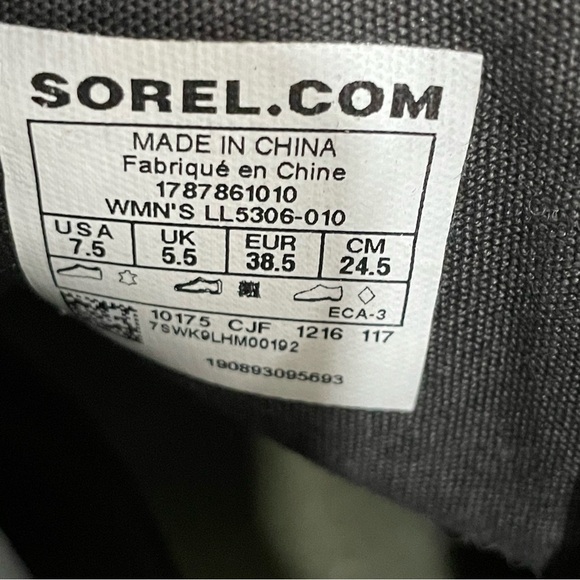 SOREL.COM
MADE IN CHINA
Fabriqué en Chine
1787861010
WMN'S LL5306-010
USA UK EUR CM
7.5 5.5 38.5 24.5
ECA-3
10175 CJF 1216 117
7SWK9LHM00192
190893095693